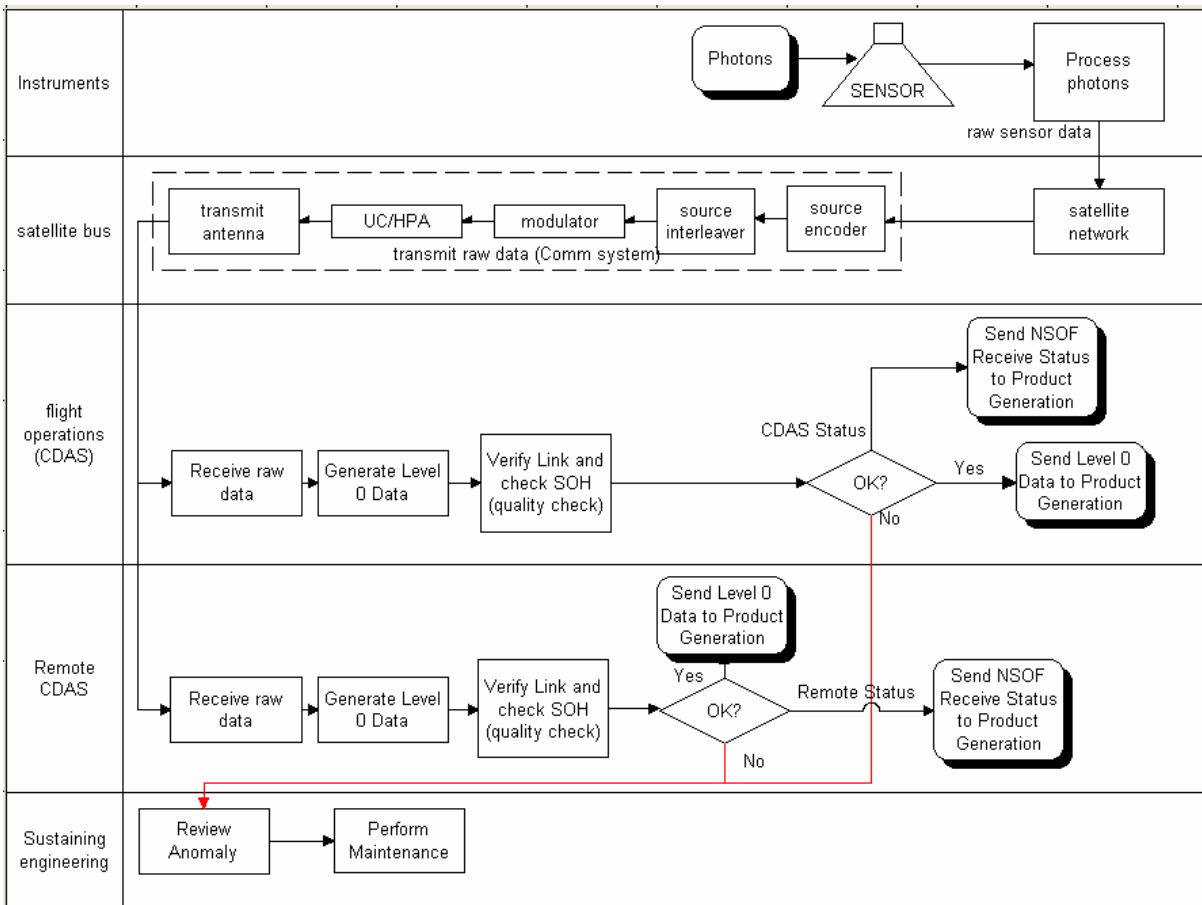 Instruments
Photons
SENSOR
Process
photons
raw sensor data
satellite bus
transmit
antenna
UC/HPA
modulator
source
interleaver
source
encoder
satellite
network
transmit raw data (Comm system)
flight
operations
(CDAS)
Receive raw
data
Generate Level
0 Data
Verify Link and
check SOH
(quality check)
CDAS Status
OK?
Yes
No
Send NSOF
Receive Status
to Product
Generation
Send Level 0
Data to Product
Generation
Remote
CDAS
Receive raw
data
Generate Level
0 Data
Verify Link and
check SOH
(quality check)
Send Level 0
Data to Product
Generation
Yes
OK?
No
Remote Status
Send NSOF
Receive Status
to Product
Generation
Sustaining
engineering
Review
Anomaly
Perform
Maintenance